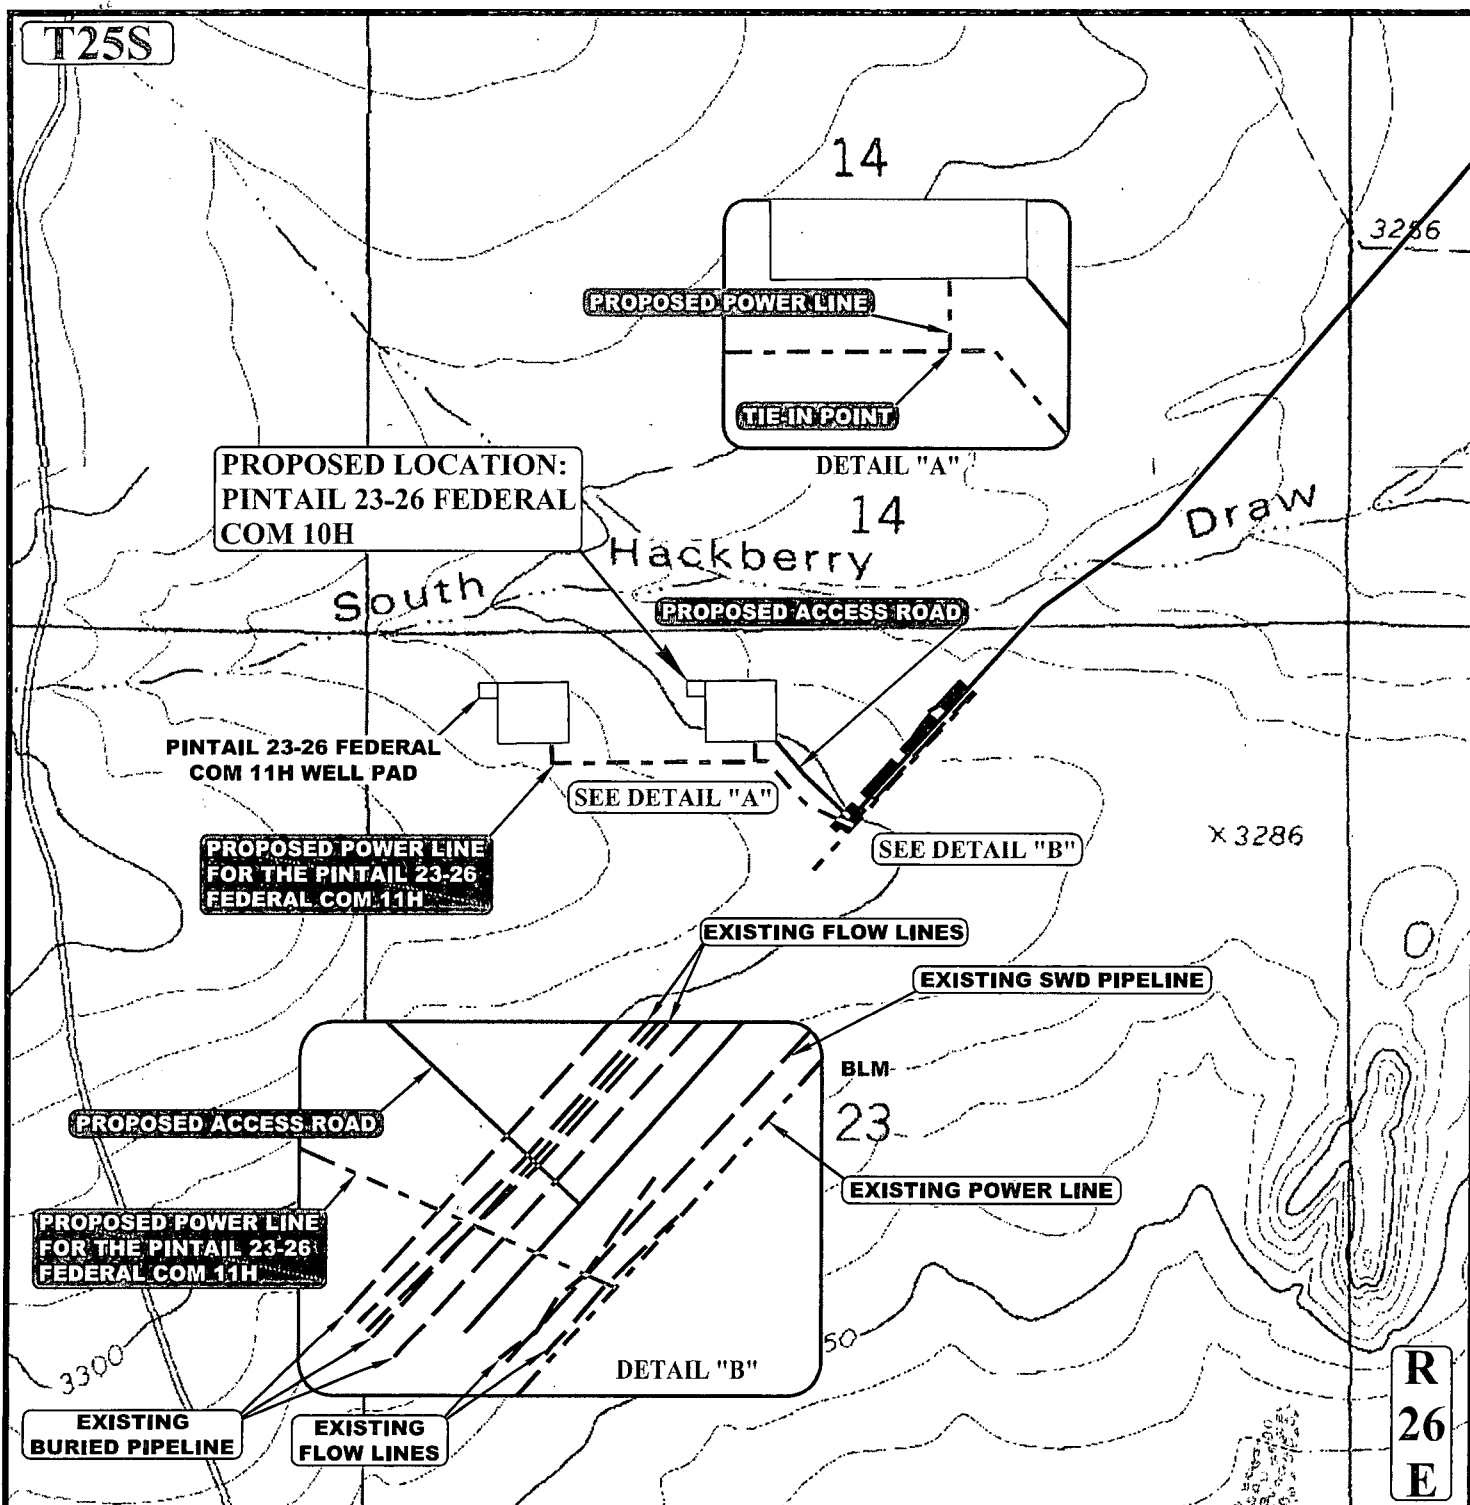 T25S
14
3286
PROPOSED POWER LINE
TIE-IN POINT
DETAIL "A"
PROPOSED LOCATION:
PINTAIL 23-26 FEDERAL
COM 10H
14
South Hackberry Draw
PROPOSED ACCESS ROAD
PINTAIL 23-26 FEDERAL
COM 11H WELL PAD
SEE DETAIL "A"
PROPOSED POWER LINE
FOR THE PINTAIL 23-26
FEDERAL COM 11H
SEE DETAIL "B"
x 3286
EXISTING FLOW LINES
EXISTING SWD PIPELINE
BLM
23
PROPOSED ACCESS ROAD
EXISTING POWER LINE
PROPOSED POWER LINE
FOR THE PINTAIL 23-26
FEDERAL COM 11H
3300
50
DETAIL "B"
EXISTING
BURIED PIPELINE
EXISTING
FLOW LINES
R
26
E